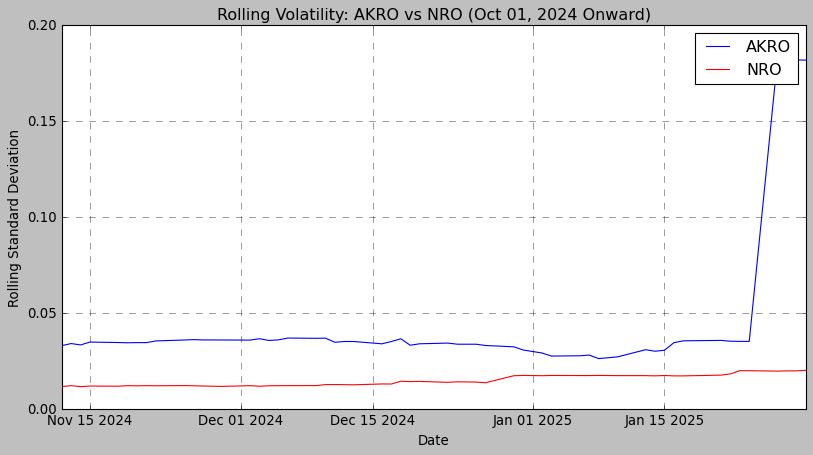 Rolling Volatility: AKRO vs NRO (Oct 01, 2024 Onward)
AKRO
NRO
0.20
0.15
0.10
0.05
0.00
Rolling Standard Deviation
Nov 15 2024
Dec 01 2024
Dec 15 2024
Jan 01 2025
Jan 15 2025
Date